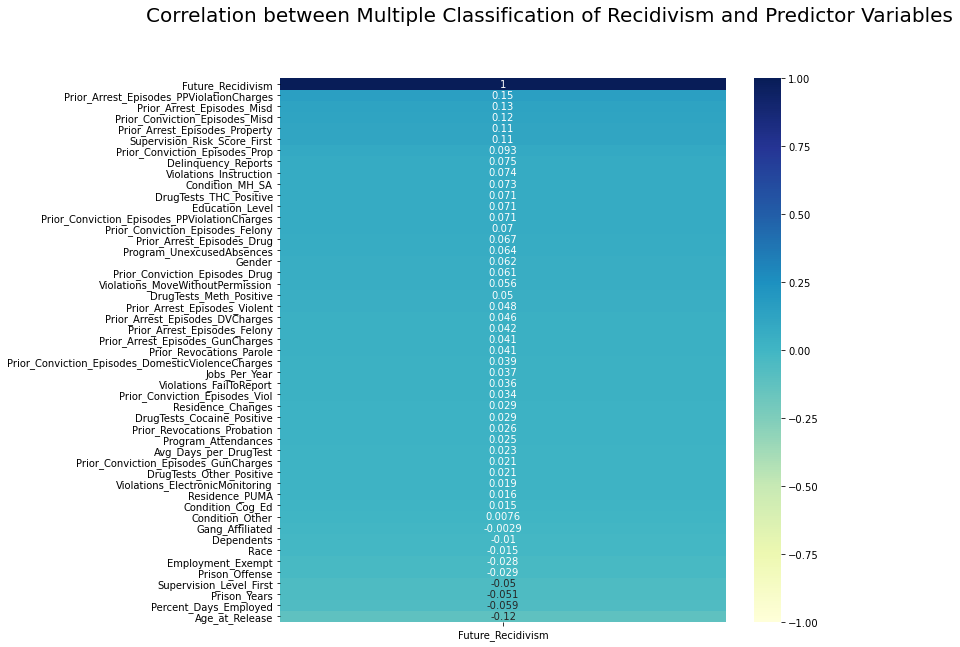 Correlation between Multiple Classification of Recidivism and Predictor Variables
Future_Recidivism 1
Prior_Arrest_Episodes_PPViolationCharges 0.15
Prior_Arrest_Episodes_Misd 0.13
Prior_Conviction_Episodes_Misd 0.12
Prior_Arrest_Episodes_Property 0.11
Supervision_Risk_Score_First 0.11
Prior_Conviction_Episodes_Prop 0.093
Delinquency_Reports 0.075
Violations_Instruction 0.074
Condition_MH_SA 0.073
DrugTests_THC_Positive 0.071
Education_Level 0.071
Prior_Conviction_Episodes_PPViolationCharges 0.071
Prior_Conviction_Episodes_Felony 0.07
Prior_Arrest_Episodes_Drug 0.067
Program_UnexcusedAbsences 0.064
Gender 0.062
Prior_Conviction_Episodes_Drug 0.061
Violations_MoveWithoutPermission 0.056
DrugTests_Meth_Positive 0.05
Prior_Arrest_Episodes_Violent 0.048
Prior_Arrest_Episodes_DVCharges 0.046
Prior_Arrest_Episodes_Felony 0.042
Prior_Arrest_Episodes_GunCharges 0.041
Prior_Revocations_Parole 0.041
Prior_Conviction_Episodes_DomesticViolenceCharges 0.039
Jobs_Per_Year 0.037
Violations_FailToReport 0.036
Prior_Conviction_Episodes_Viol 0.034
Residence_Changes 0.029
DrugTests_Cocaine_Positive 0.029
Prior_Revocations_Probation 0.026
Program_Attendances 0.025
Avg_Days_per_DrugTest 0.023
Prior_Conviction_Episodes_GunCharges 0.021
DrugTests_Other_Positive 0.021
Violations_ElectronicMonitoring 0.019
Residence_PUMA 0.016
Condition_Cog_Ed 0.015
Condition_Other 0.0076
Gang_Affiliated -0.0029
Dependents -0.01
Race -0.015
Employment_Exempt -0.028
Prison_Offense -0.029
Supervision_Level_First -0.05
Prison_Years -0.051
Percent_Days_Employed -0.059
Age_at_Release -0.12
Future_Recidivism
1.00
0.75
0.50
0.25
0.00
−0.25
−0.50
−0.75
−1.00